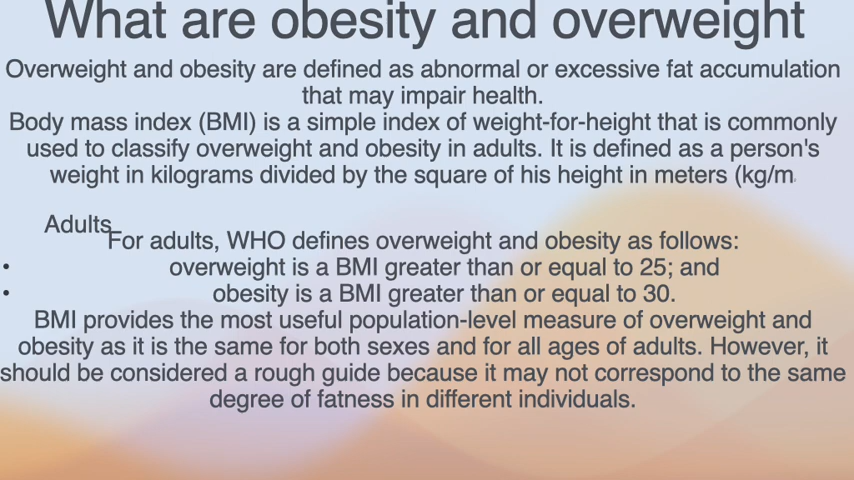 What are obesity and overweight
Overweight and obesity are defined as abnormal or excessive fat accumulation
that may impair health.
Body mass index (BMI) is a simple index of weight-for-height that is commonly
used to classify overweight and obesity in adults. It is defined as a person's
weight in kilograms divided by the square of his height in meters (kg/m
Adults
For adults, WHO defines overweight and obesity as follows:
• overweight is a BMI greater than or equal to 25; and
• obesity is a BMI greater than or equal to 30.
BMI provides the most useful population-level measure of overweight and
obesity as it is the same for both sexes and for all ages of adults. However, it
should be considered a rough guide because it may not correspond to the same
degree of fatness in different individuals.